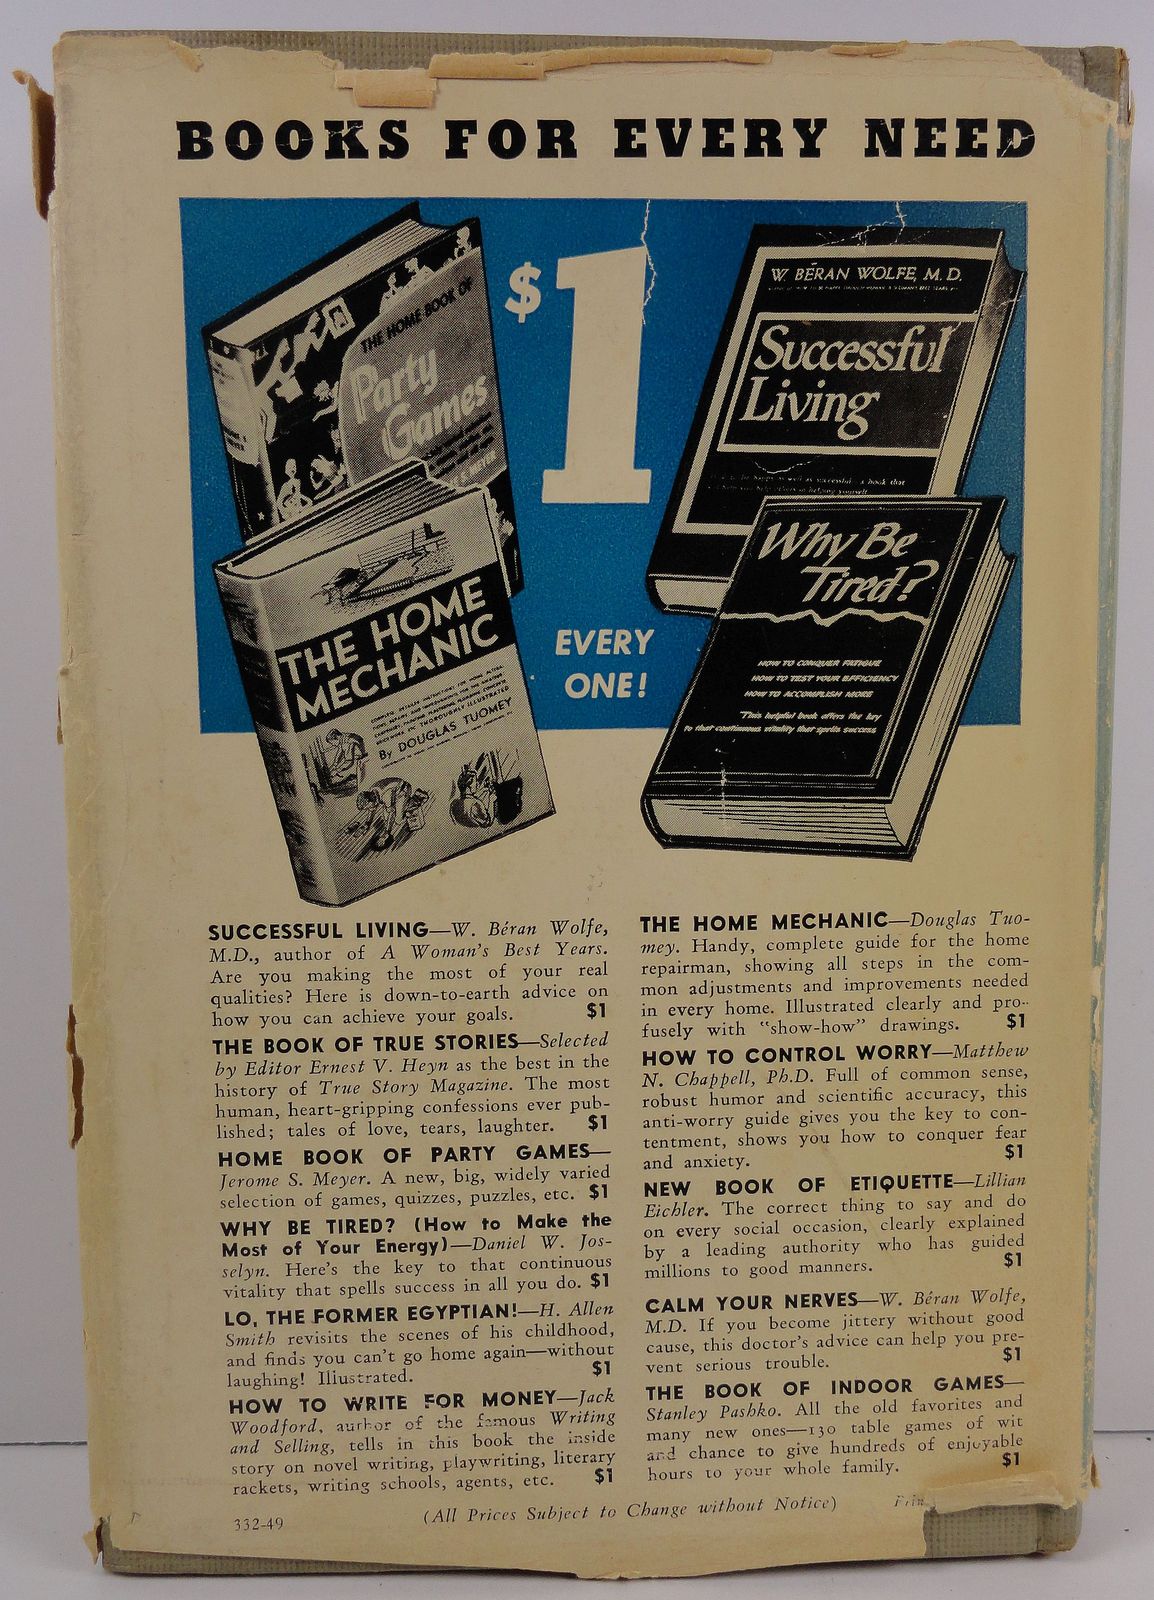 BOOKS FOR EVERY NEED
$1
EVERY
ONE!
THE HOME BOOK OF
Party
Games
MEYER
W. BÉRAN WOLFE, M.D.
Successful
Living
THE HOME
MECHANIC
By DOUGLAS TUOMEY
Why Be
Tired?
HOW TO CONQUER FATIGUE
HOW TO TEST YOUR EFFICIENCY
HOW TO ACCOMPLISH MORE
This helpful book offers the key
to that continuous vitality that spells success
SUCCESSFUL LIVING—W. Béran Wolfe,
M.D., author of A Woman's Best Years.
Are you making the most of your real
qualities? Here is down-to-earth advice on
how you can achieve your goals. $1
THE BOOK OF TRUE STORIES—Selected
by Editor Ernest V. Heyn as the best in the
history of True Story Magazine. The most
human, heart-gripping confessions ever pub-
lished; tales of love, tears, laughter. $1
HOME BOOK OF PARTY GAMES—
Jerome S. Meyer. A new, big, widely varied
selection of games, quizzes, puzzles, etc. $1
WHY BE TIRED? (How to Make the
Most of Your Energy)—Daniel W. Jos-
selyn. Here's the key to that continuous
vitality that spells success in all you do. $1
LO, THE FORMER EGYPTIAN!—H. Allen
Smith revisits the scenes of his childhood,
and finds you can't go home again—without
laughing! Illustrated. $1
HOW TO WRITE FOR MONEY—Jack
Woodford, author of the famous Writing
and Selling, tells in this book the inside
story on novel writing, playwriting, literary
rackets, writing schools, agents, etc. $1
THE HOME MECHANIC—Douglas Tuo-
mey. Handy, complete guide for the home
repairman, showing all steps in the com-
mon adjustments and improvements needed
in every home. Illustrated clearly and pro-
fusely with "show-how" drawings. $1
HOW TO CONTROL WORRY—Matthew
N. Chappell, Ph.D. Full of common sense,
robust humor and scientific accuracy, this
anti-worry guide gives you the key to con-
tentment, shows you how to conquer fear
and anxiety. $1
NEW BOOK OF ETIQUETTE—Lillian
Eichler. The correct thing to say and do
on every social occasion, clearly explained
by a leading authority who has guided
millions to good manners. $1
CALM YOUR NERVES—W. Béran Wolfe,
M.D. If you become jittery without good
cause, this doctor's advice can help you pre-
vent serious trouble. $1
THE BOOK OF INDOOR GAMES—
Stanley Pashko. All the old favorites and
many new ones—130 table games of wit
and chance to give hundreds of enjoyable
hours to your whole family. $1
332-49
(All Prices Subject to Change without Notice)